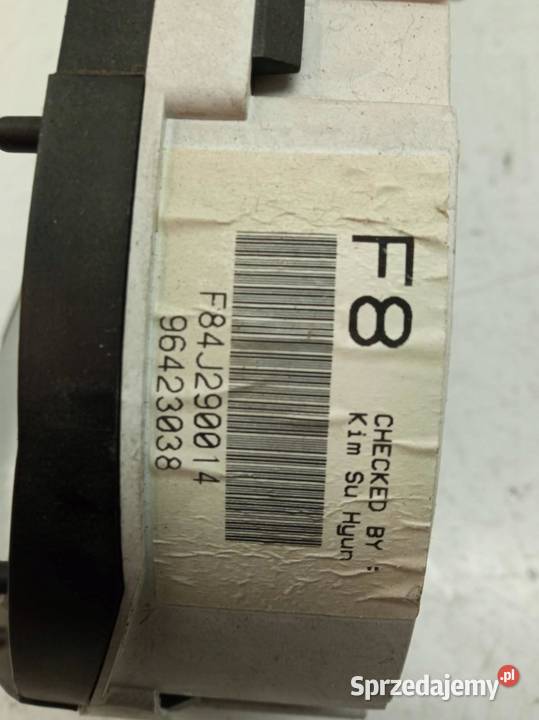 F8
CHECKED BY :
Kim Su Hyun
F84J290014
96423038
Sprzedajemy.pl